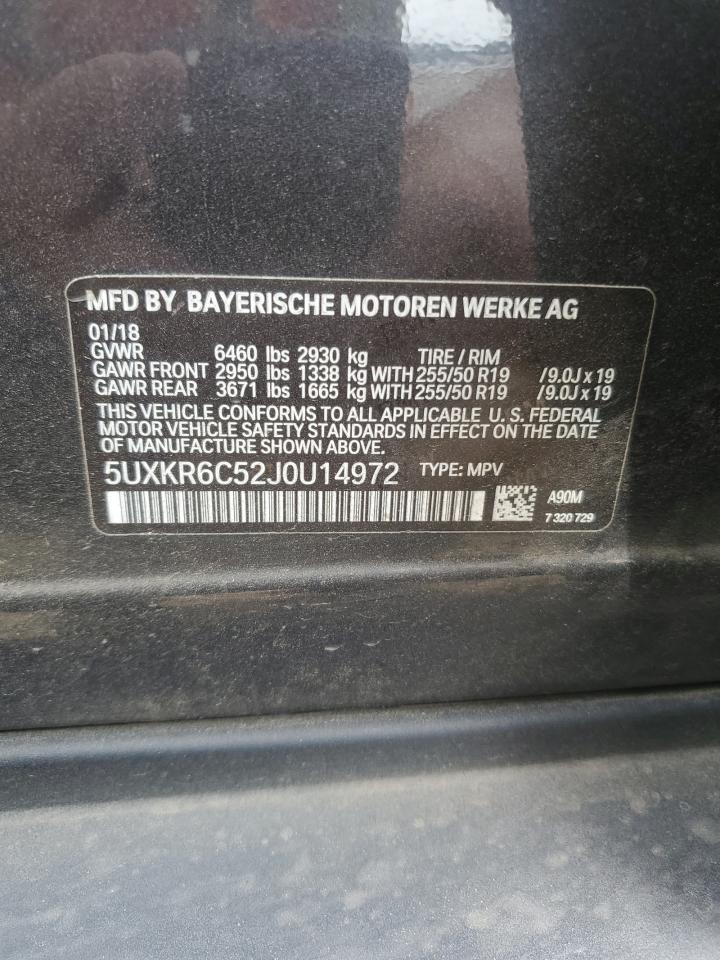 MFD BY BAYERISCHE MOTOREN WERKE AG
01/18
GVWR 6460 lbs 2930 kg TIRE / RIM
GAWR FRONT 2950 lbs 1338 kg WITH 255/50 R19 /9.0J x 19
GAWR REAR 3671 lbs 1665 kg WITH 255/50 R19 /9.0J x 19
THIS VEHICLE CONFORMS TO ALL APPLICABLE U. S. FEDERAL
MOTOR VEHICLE SAFETY STANDARDS IN EFFECT ON THE DATE
OF MANUFACTURE SHOWN ABOVE.
5UXKR6C52J0U14972 TYPE: MPV
A90M
7 320 729